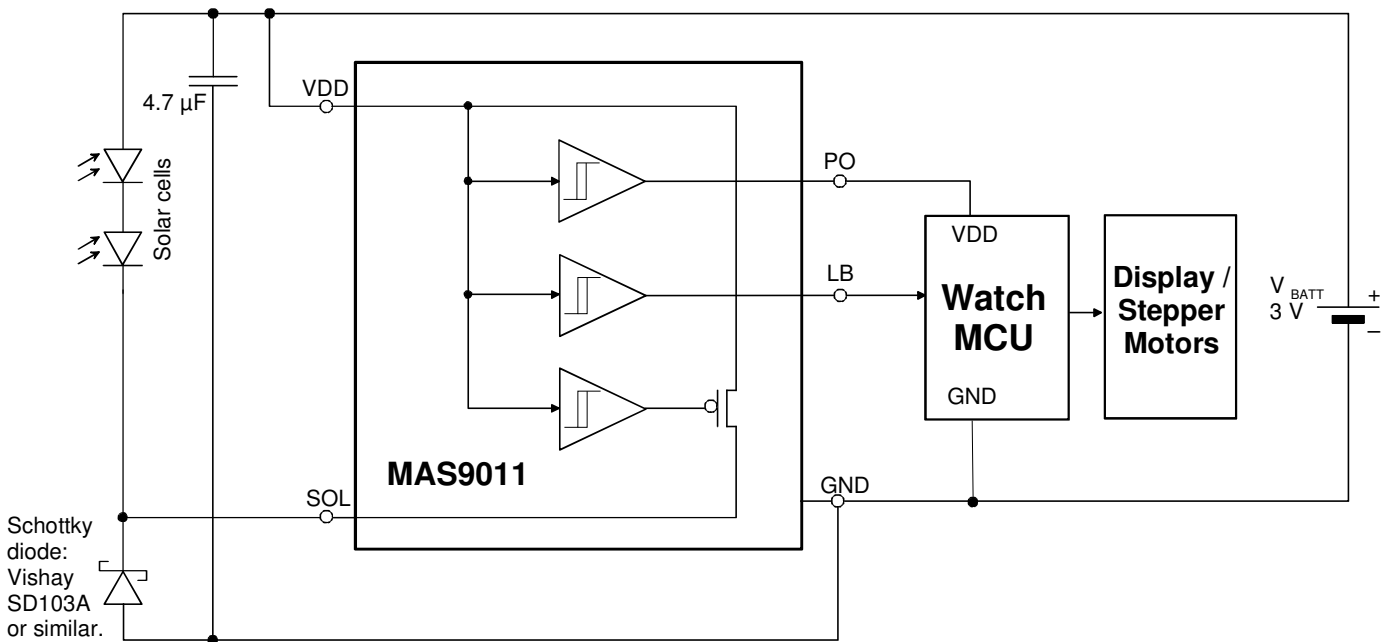 VDD
4.7 µF
Solar cells
PO
VDD
LB
Watch
MCU
GND
Display /
Stepper
Motors
V BATT
3 V
+
–
MAS9011
SOL
GND
Schottky
diode:
Vishay
SD103A
or similar.